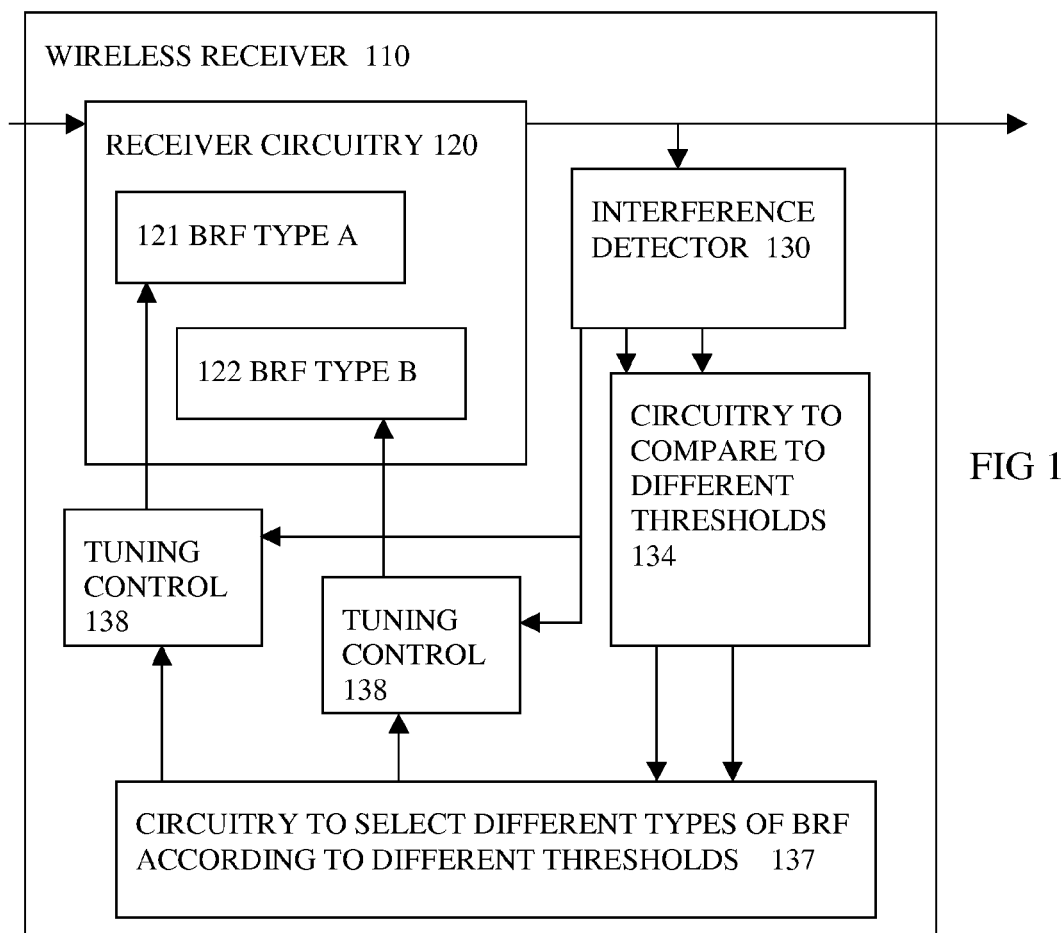 WIRELESS RECEIVER 110
RECEIVER CIRCUITRY 120
121 BRF TYPE A
122 BRF TYPE B
INTERFERENCE
DETECTOR 130
CIRCUITRY TO
COMPARE TO
DIFFERENT
THRESHOLDS
134
FIG 1
TUNING
CONTROL
138
TUNING
CONTROL
138
CIRCUITRY TO SELECT DIFFERENT TYPES OF BRF
ACCORDING TO DIFFERENT THRESHOLDS 137